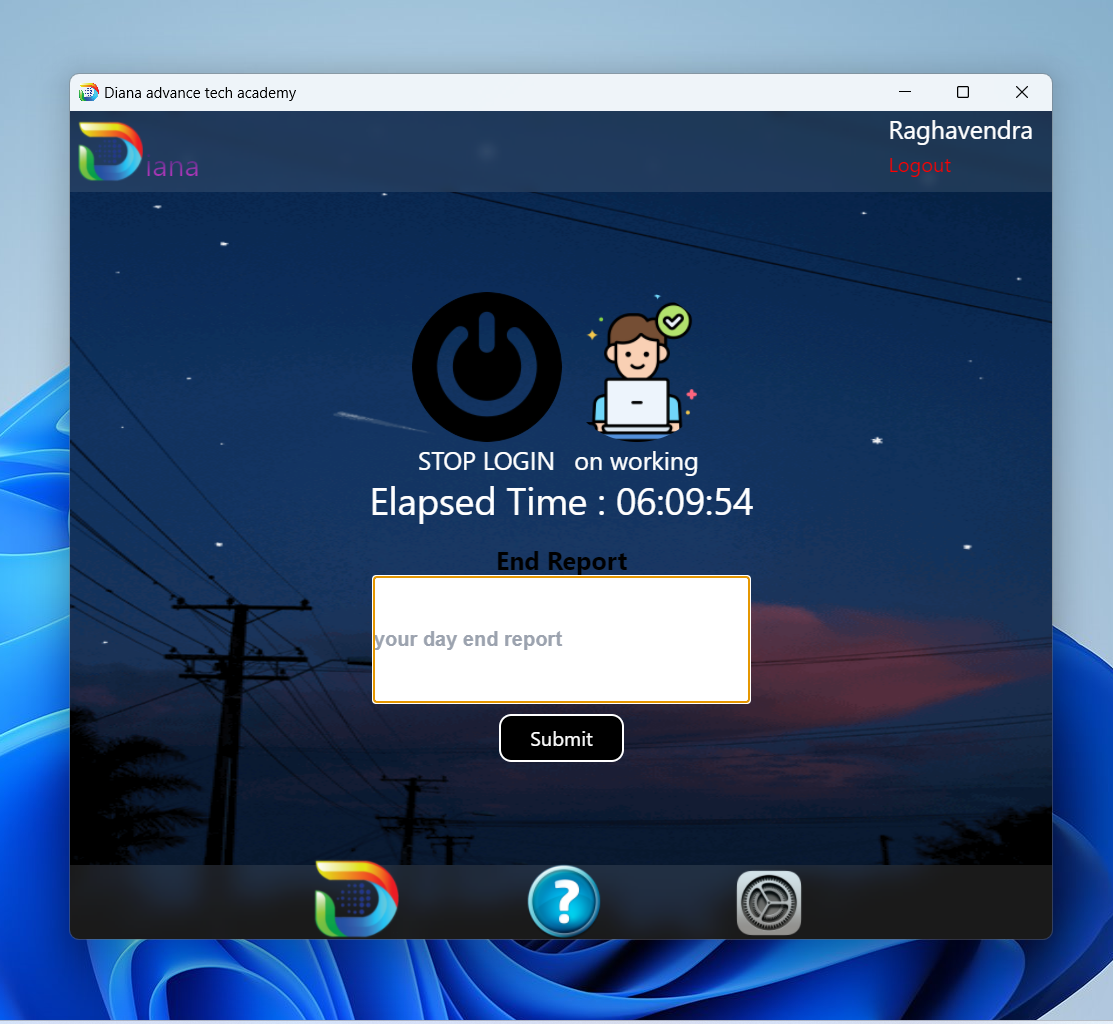 Diana advance tech academy
Raghavendra
iana
Logout
STOP LOGIN on working
Elapsed Time : 06:09:54
End Report
your day end report
Submit
?